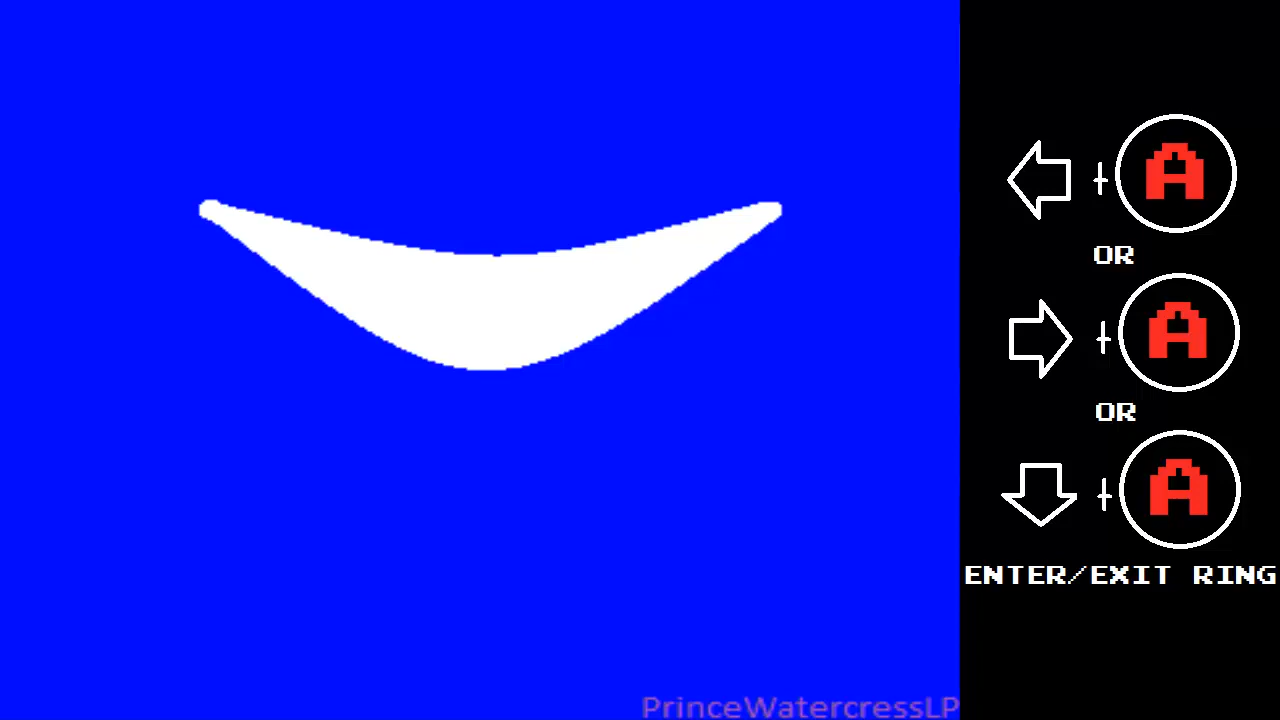 + A
OR
+ A
OR
+ A
ENTER/EXIT RING
PrinceWatercressLP